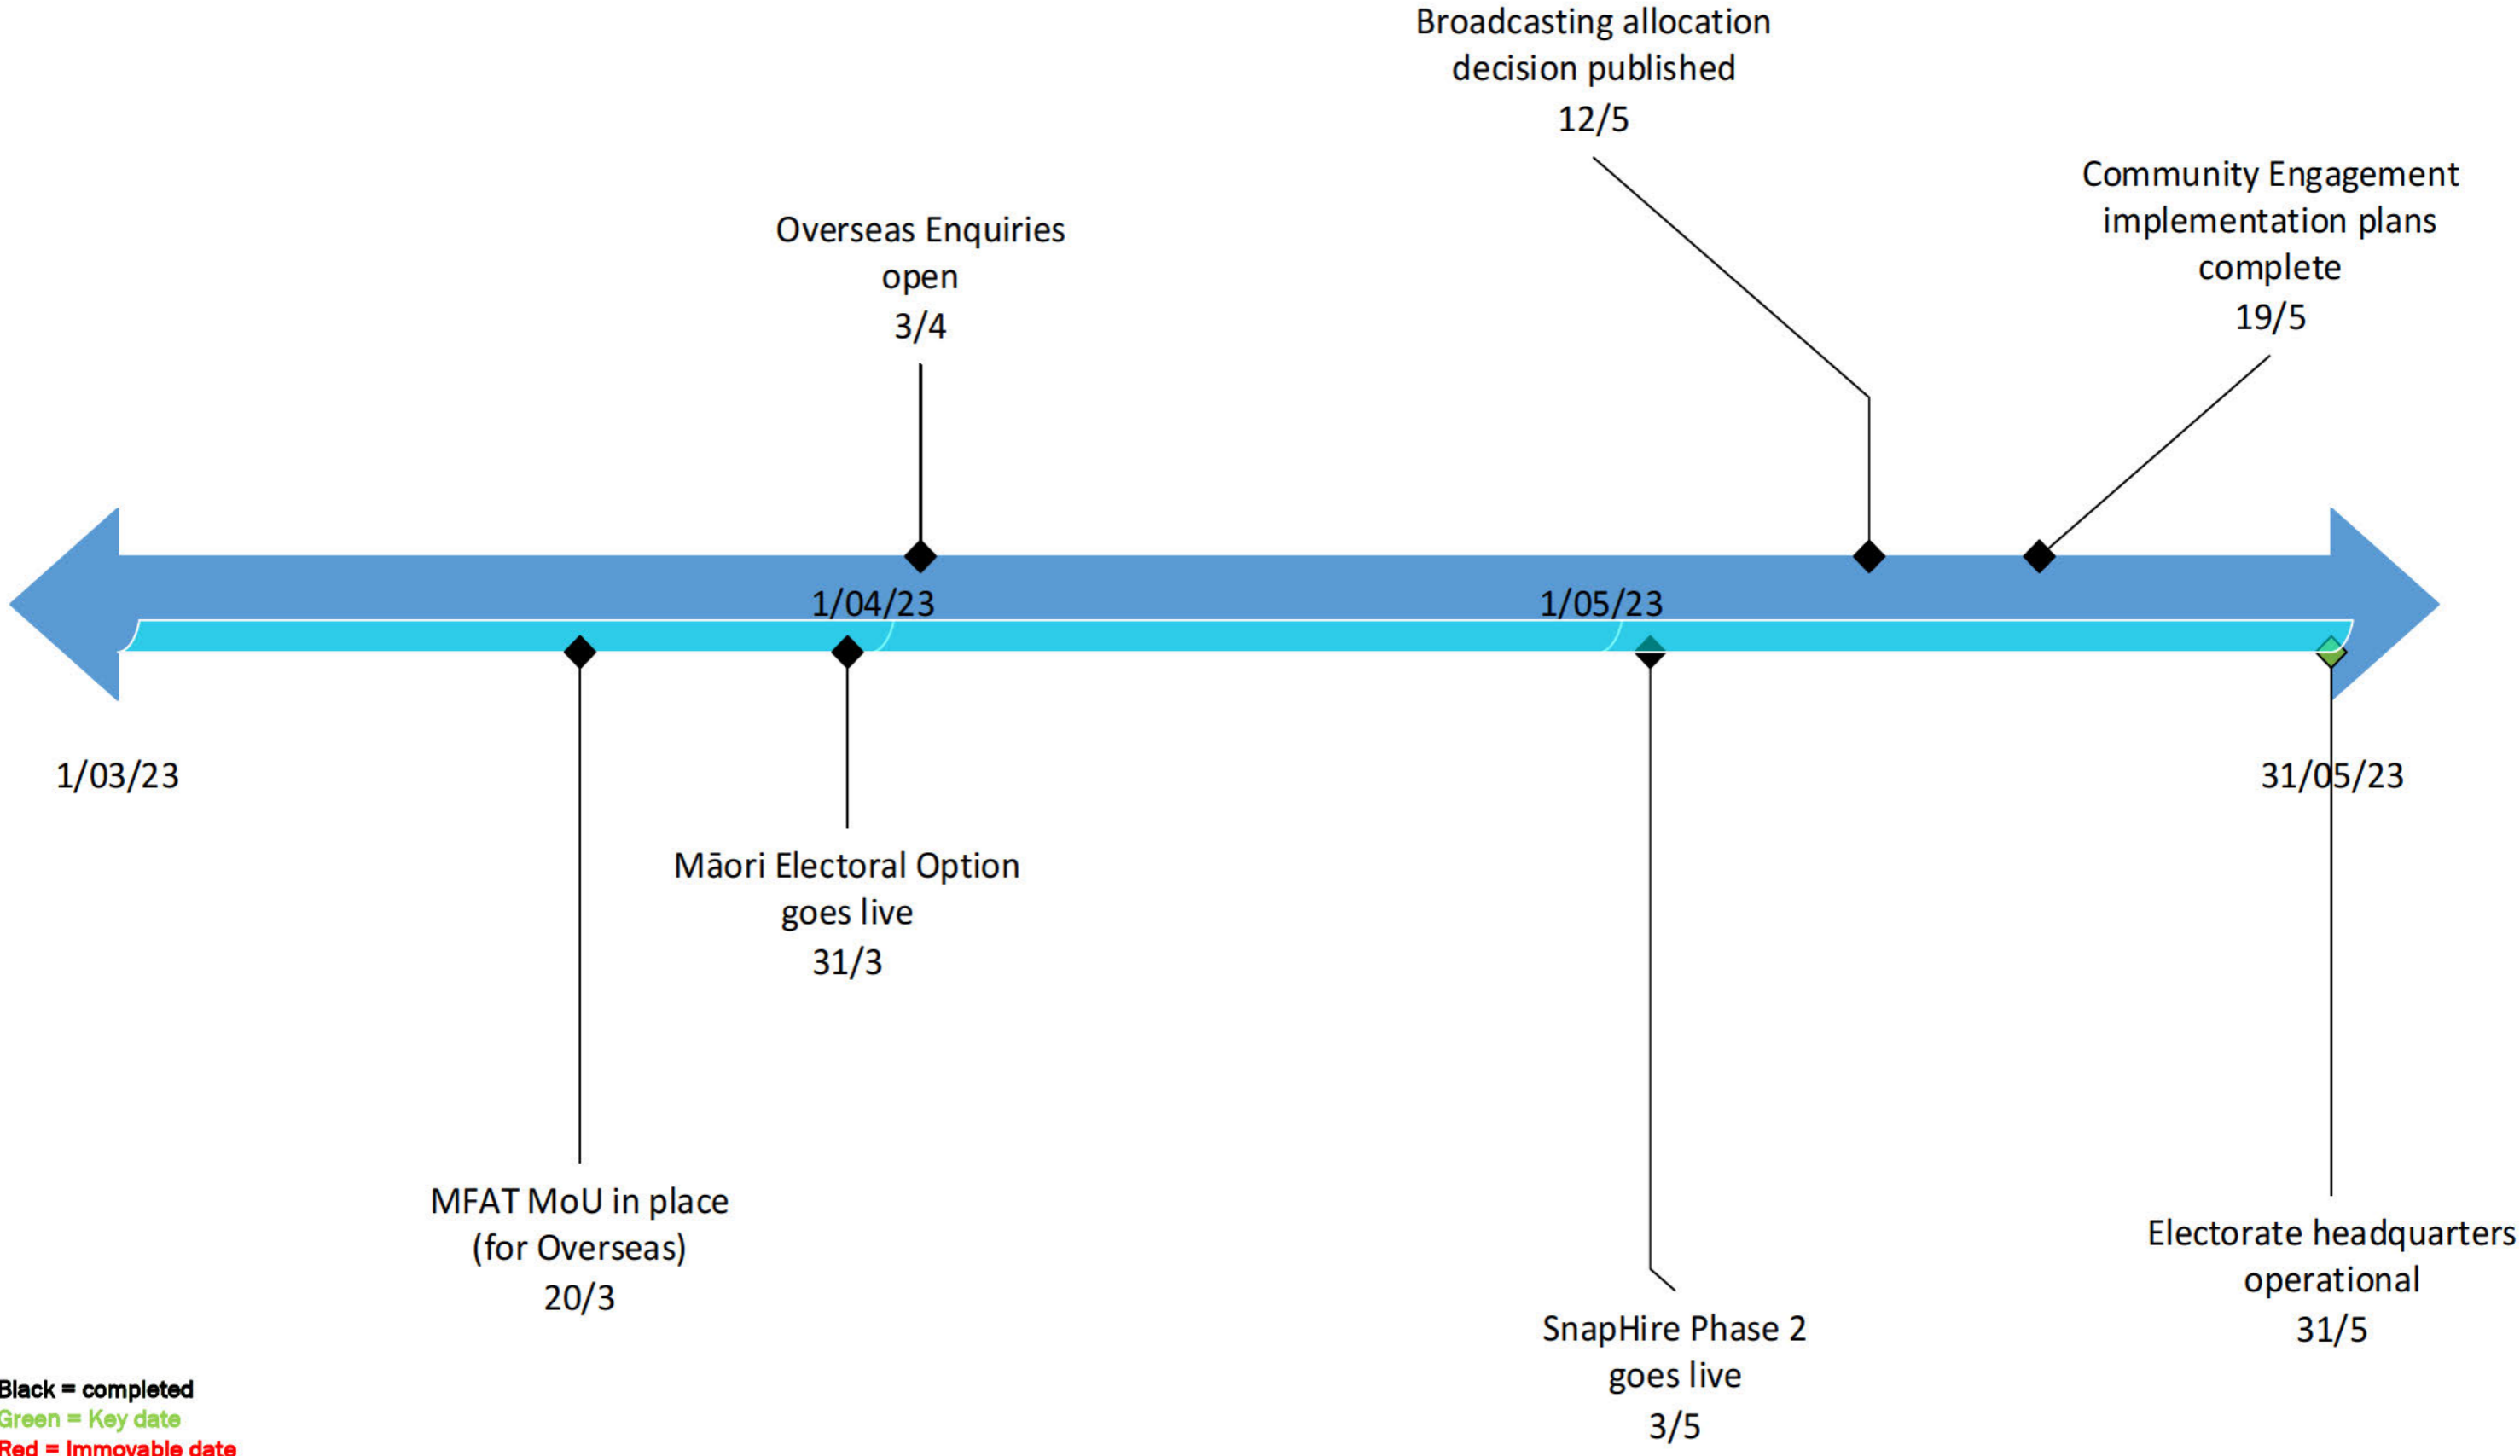 Broadcasting allocation
decision published
12/5
Community Engagement
implementation plans
complete
19/5
Overseas Enquiries
open
3/4
1/04/23
1/05/23
1/03/23
31/05/23
Māori Electoral Option
goes live
31/3
MFAT MoU in place
(for Overseas)
20/3
Electorate headquarters
operational
31/5
SnapHire Phase 2
goes live
3/5
Black = completed
Green = Key date
Red = Immovable date